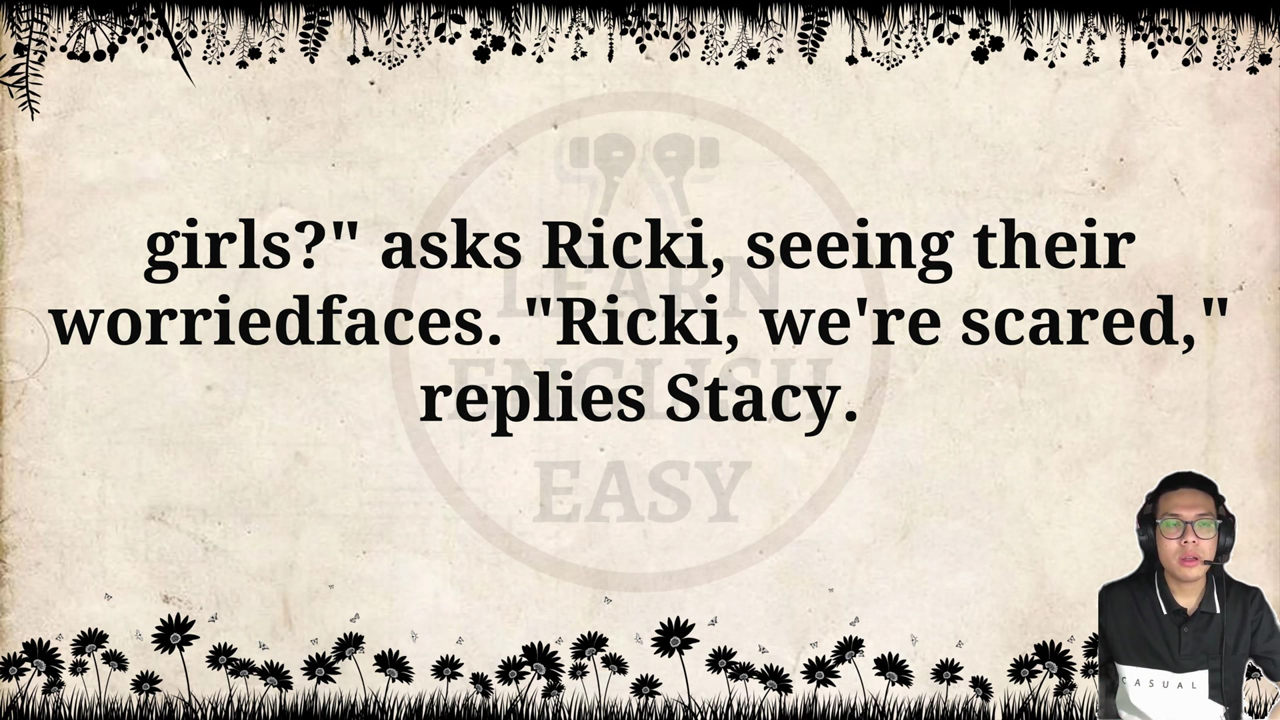 girls?" asks Ricki, seeing their
worriedfaces. "Ricki, we're scared,"
replies Stacy.
LEARN
ENGLISH
EASY
CASUAL